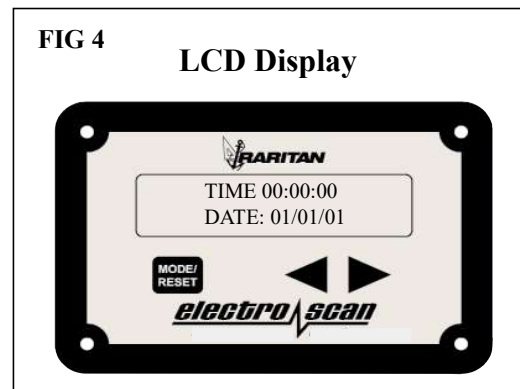 FIG 4
LCD Display
RARITAN
TIME 00:00:00
DATE: 01/01/01
MODE/
RESET
electro scan